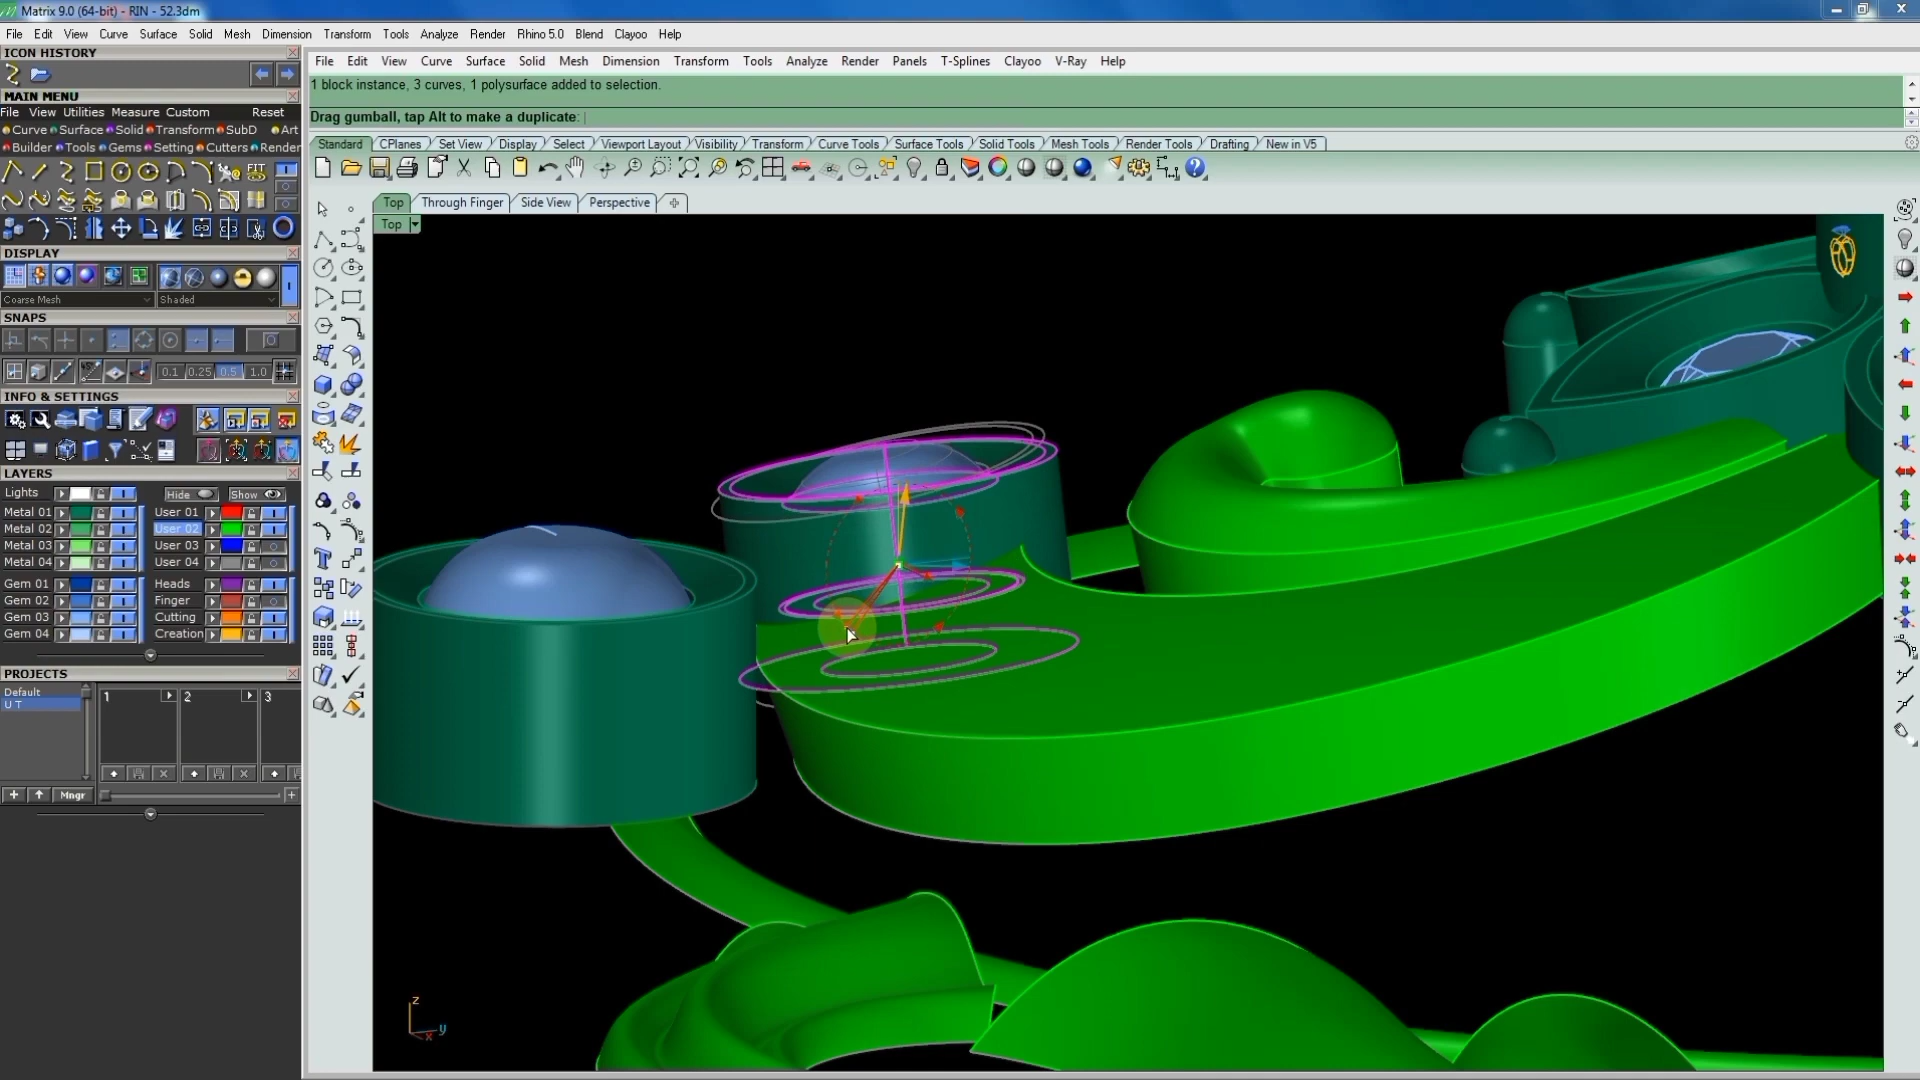 Matrix 9.0 (64-bit) - RIN - 52.3dm
File Edit View Curve Surface Solid Mesh Dimension Transform Tools Analyze Render Rhino 5.0 Blend Clayoo Help
ICON HISTORY
MAIN MENU
File View Utilities Measure Custom Reset
Curve Surface Solid Transform SubD Art
Builder Tools Gems Setting Cutters Render
FIT
DISPLAY
Coarse Mesh Shaded
SNAPS
0.1 0.25 0.5 1.0
INFO & SETTINGS
LAYERS
Lights Hide Show
Metal 01 User 01
Metal 02 User 02
Metal 03 User 03
Metal 04 User 04
Gem 01 Heads
Gem 02 Finger
Gem 03 Cutting
Gem 04 Creation
PROJECTS
Default
U T
1 2 3
Mngr
File Edit View Curve Surface Solid Mesh Dimension Transform Tools Analyze Render Panels T-Splines Clayoo V-Ray Help
1 block instance, 3 curves, 1 polysurface added to selection.
Drag gumball, tap Alt to make a duplicate:
Standard CPlanes Set View Display Select Viewport Layout Visibility Transform Curve Tools Surface Tools Solid Tools Mesh Tools Render Tools Drafting New in V5
Top Through Finger Side View Perspective
Top
z
y
x